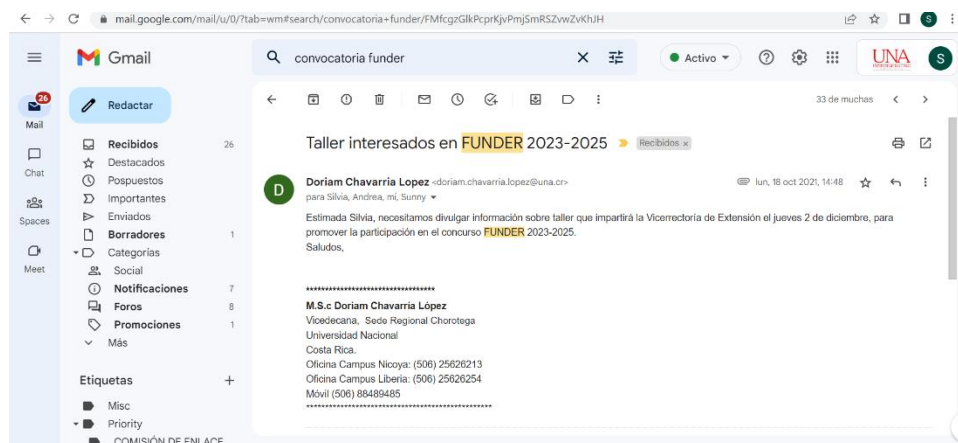 mail.google.com/mail/u/0/?tab=wm#search/convocatoria+funder/FMfcgzGlkPcprKjvPmjSmRSZvwZvKhJH
S
Gmail
convocatoria funder
Activo
UNA
S
26
Mail
Chat
Spaces
Meet
Redactar
33 de muchas
Recibidos 26
Destacados
Pospuestos
Importantes
Enviados
Borradores 1
Categorías
Social
Notificaciones 7
Foros 8
Promociones 1
Más
Etiquetas +
Misc
Priority
COMISIÓN DE ENLACE
Taller interesados en FUNDER 2023-2025 Recibidos x
D
Doriam Chavarria Lopez <doriam.chavarria.lopez@una.cr> lun, 18 oct 2021, 14:48
para Silvia, Andrea, mí, Sunny
Estimada Silvia, necesitamos divulgar información sobre taller que impartirá la Vicerrectoría de Extensión el jueves 2 de diciembre, para
promover la participación en el concurso FUNDER 2023-2025.
Saludos,
**********************************
M.S.c Doriam Chavarría López
Vicedecana, Sede Regional Chorotega
Universidad Nacional
Costa Rica.
Oficina Campus Nicoya: (506) 25626213
Oficina Campus Liberia: (506) 25626254
Móvil (506) 88489485
*************************************************